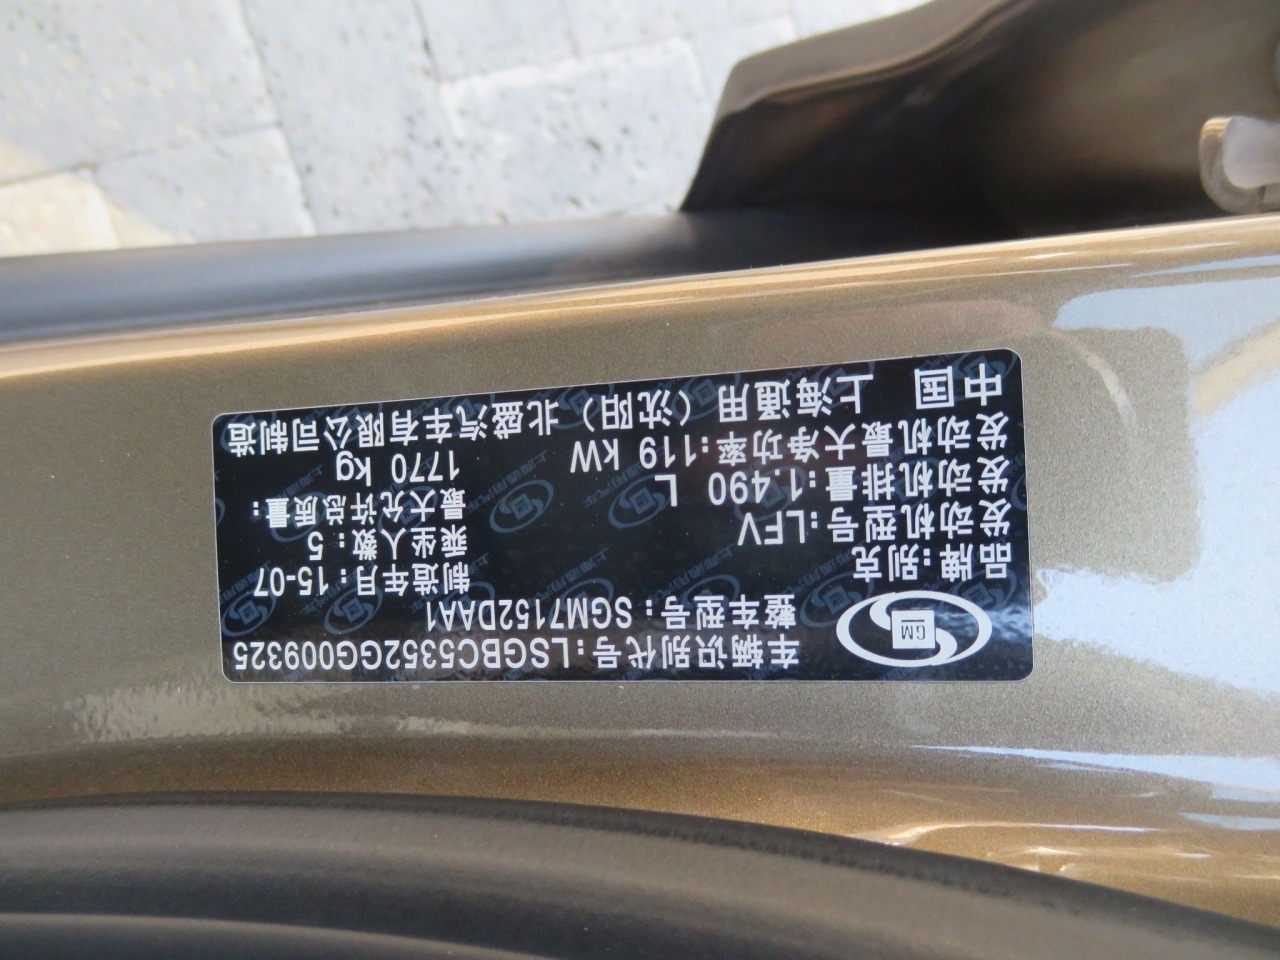 车辆识别代号:LSGBC5352GG009325
整车型号:SGM7152DAA1
GM
品牌:别克 制造年月:15-07
发动机型号:LFV 乘坐人数:5
发动机排量:1.490 L 最大允许总质量:
发动机最大净功率:119 kW 1770 kg
中国 上海通用(沈阳)北盛汽车有限公司制造